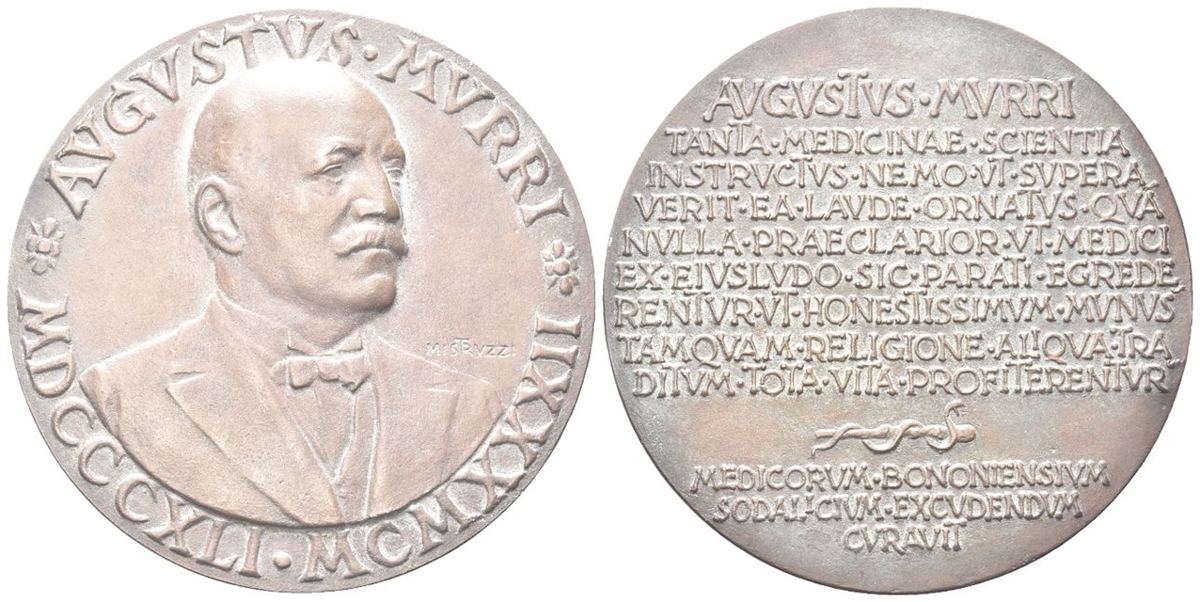 AVGVSTVS · MVRRI
MDCCCXLI · MCMXXXII
MISTRVZZI
AVGVSTVS · MVRRI
TANTA · MEDICINAE · SCIENTIA
INSTRVCTVS · NEMO · VT · SVPERA
VERIT · EA · LAVDE · ORNATVS · QVA
NVLLA · PRAECLARIOR · VT · MEDICI
EX · EIVS LVDO · SIC · PARATI · EGREDE
RENTVR · VT · HONESTISSIMVM · MVNVS
TAMQVAM · RELIGIONE · ALIQVA · TRA
DITVM · TOTA · VITA · PROFITERENTVR
MEDICORVM · BONONIENSIVM
SODALICIVM · EXCVDENDVM
CVRAVIT